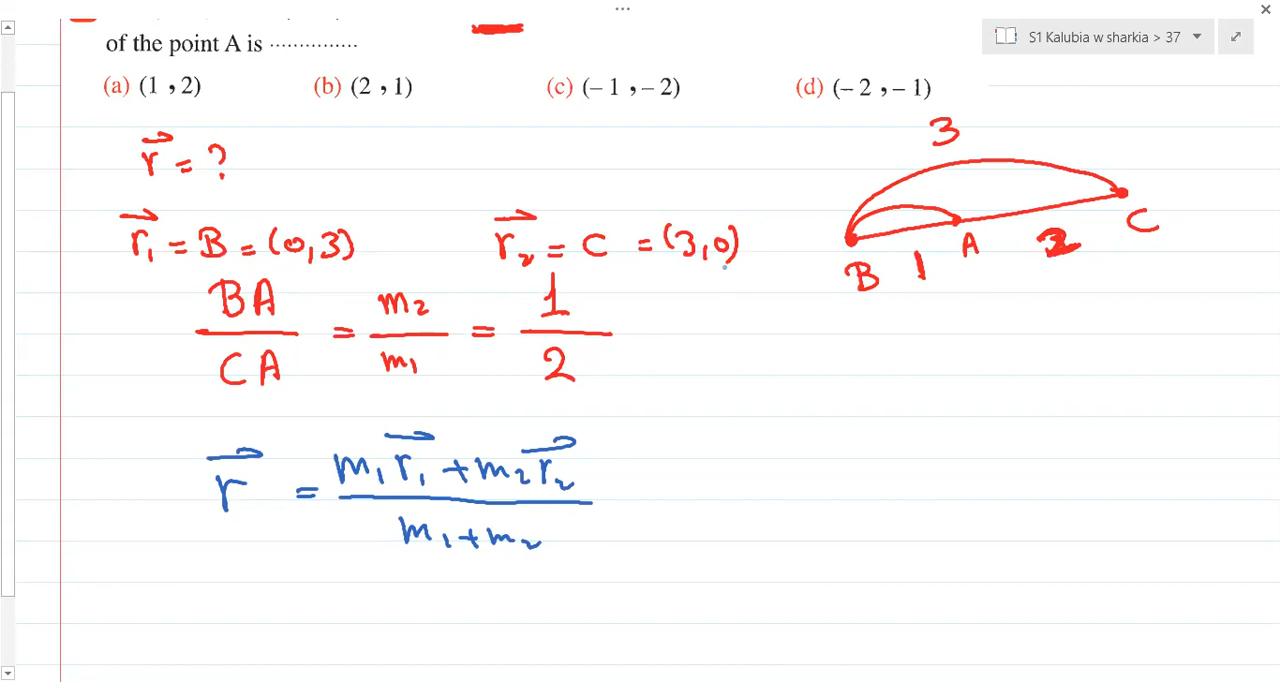 S1 Kalubia w sharkia > 37
of the point A is ...............
(a) (1 , 2) (b) (2 , 1) (c) (– 1 , – 2) (d) (– 2 , – 1)
3
r⃗ = ?
r⃗₁ = B = (0,3) r⃗₂ = C = (3,0)
B 1 A 2 C
BA/CA = m₂/m₁ = 1/2
r⃗ = (m₁r⃗₁ + m₂r⃗₂)/(m₁ + m₂)